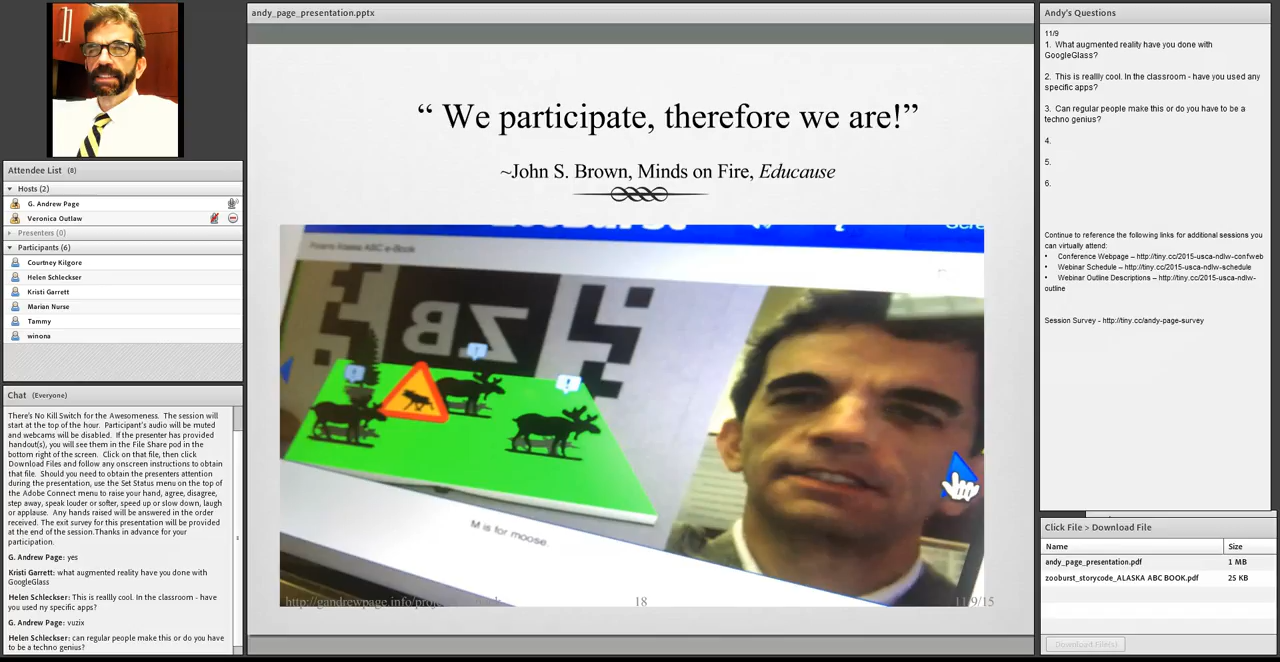 andy_page_presentation.pptx
“ We participate, therefore we are!”
~John S. Brown, Minds on Fire, Educause
Polar's Alaska ABC e-Book
M is for moose.
18
11/9/15
Attendee List (8)
Hosts (2)
G. Andrew Page
Veronica Outlaw
Presenters (0)
Participants (6)
Courtney Kilgore
Helen Schleckser
Kristi Garrett
Marian Nurse
Tammy
winona
Chat (Everyone)
There's No Kill Switch for the Awesomeness. The session will
start at the top of the hour. Participant's audio will be muted
and webcams will be disabled. If the presenter has provided
handout(s), you will see them in the File Share pod in the
bottom right of the screen. Click on that file, then click
Download Files and follow any onscreen instructions to obtain
that file. Should you need to obtain the presenters attention
during the presentation, use the Set Status menu on the top of
the Adobe Connect menu to raise your hand, agree, disagree,
step away, speak louder or softer, speed up or slow down, laugh
or applause. Any hands raised will be answered in the order
received. The exit survey for this presentation will be provided
at the end of the session.Thanks in advance for your
participation.
G. Andrew Page: yes
Kristi Garrett: what augmented reality have you done with
GoogleGlass
Helen Schleckser: This is reallly cool. In the classroom - have
you used ny specific apps?
G. Andrew Page: vuzix
Helen Schleckser: can regular people make this or do you have
to be a techno genius?
Andy's Questions
11/9
1. What augmented reality have you done with
GoogleGlass?
2. This is reallly cool. In the classroom - have you used any
specific apps?
3. Can regular people make this or do you have to be a
techno genius?
4.
5.
6.
Continue to reference the following links for additional sessions you
can virtually attend:
• Conference Webpage – http://tiny.cc/2015-usca-ndlw-confweb
• Webinar Schedule – http://tiny.cc/2015-usca-ndlw-schedule
• Webinar Outline Descriptions – http://tiny.cc/2015-usca-ndlw-
outline
Session Survey - http://tiny.cc/andy-page-survey
Click File > Download File
Name Size
andy_page_presentation.pdf 1 MB
zooburst_storycode_ALASKA ABC BOOK.pdf 25 KB
Download File(s)